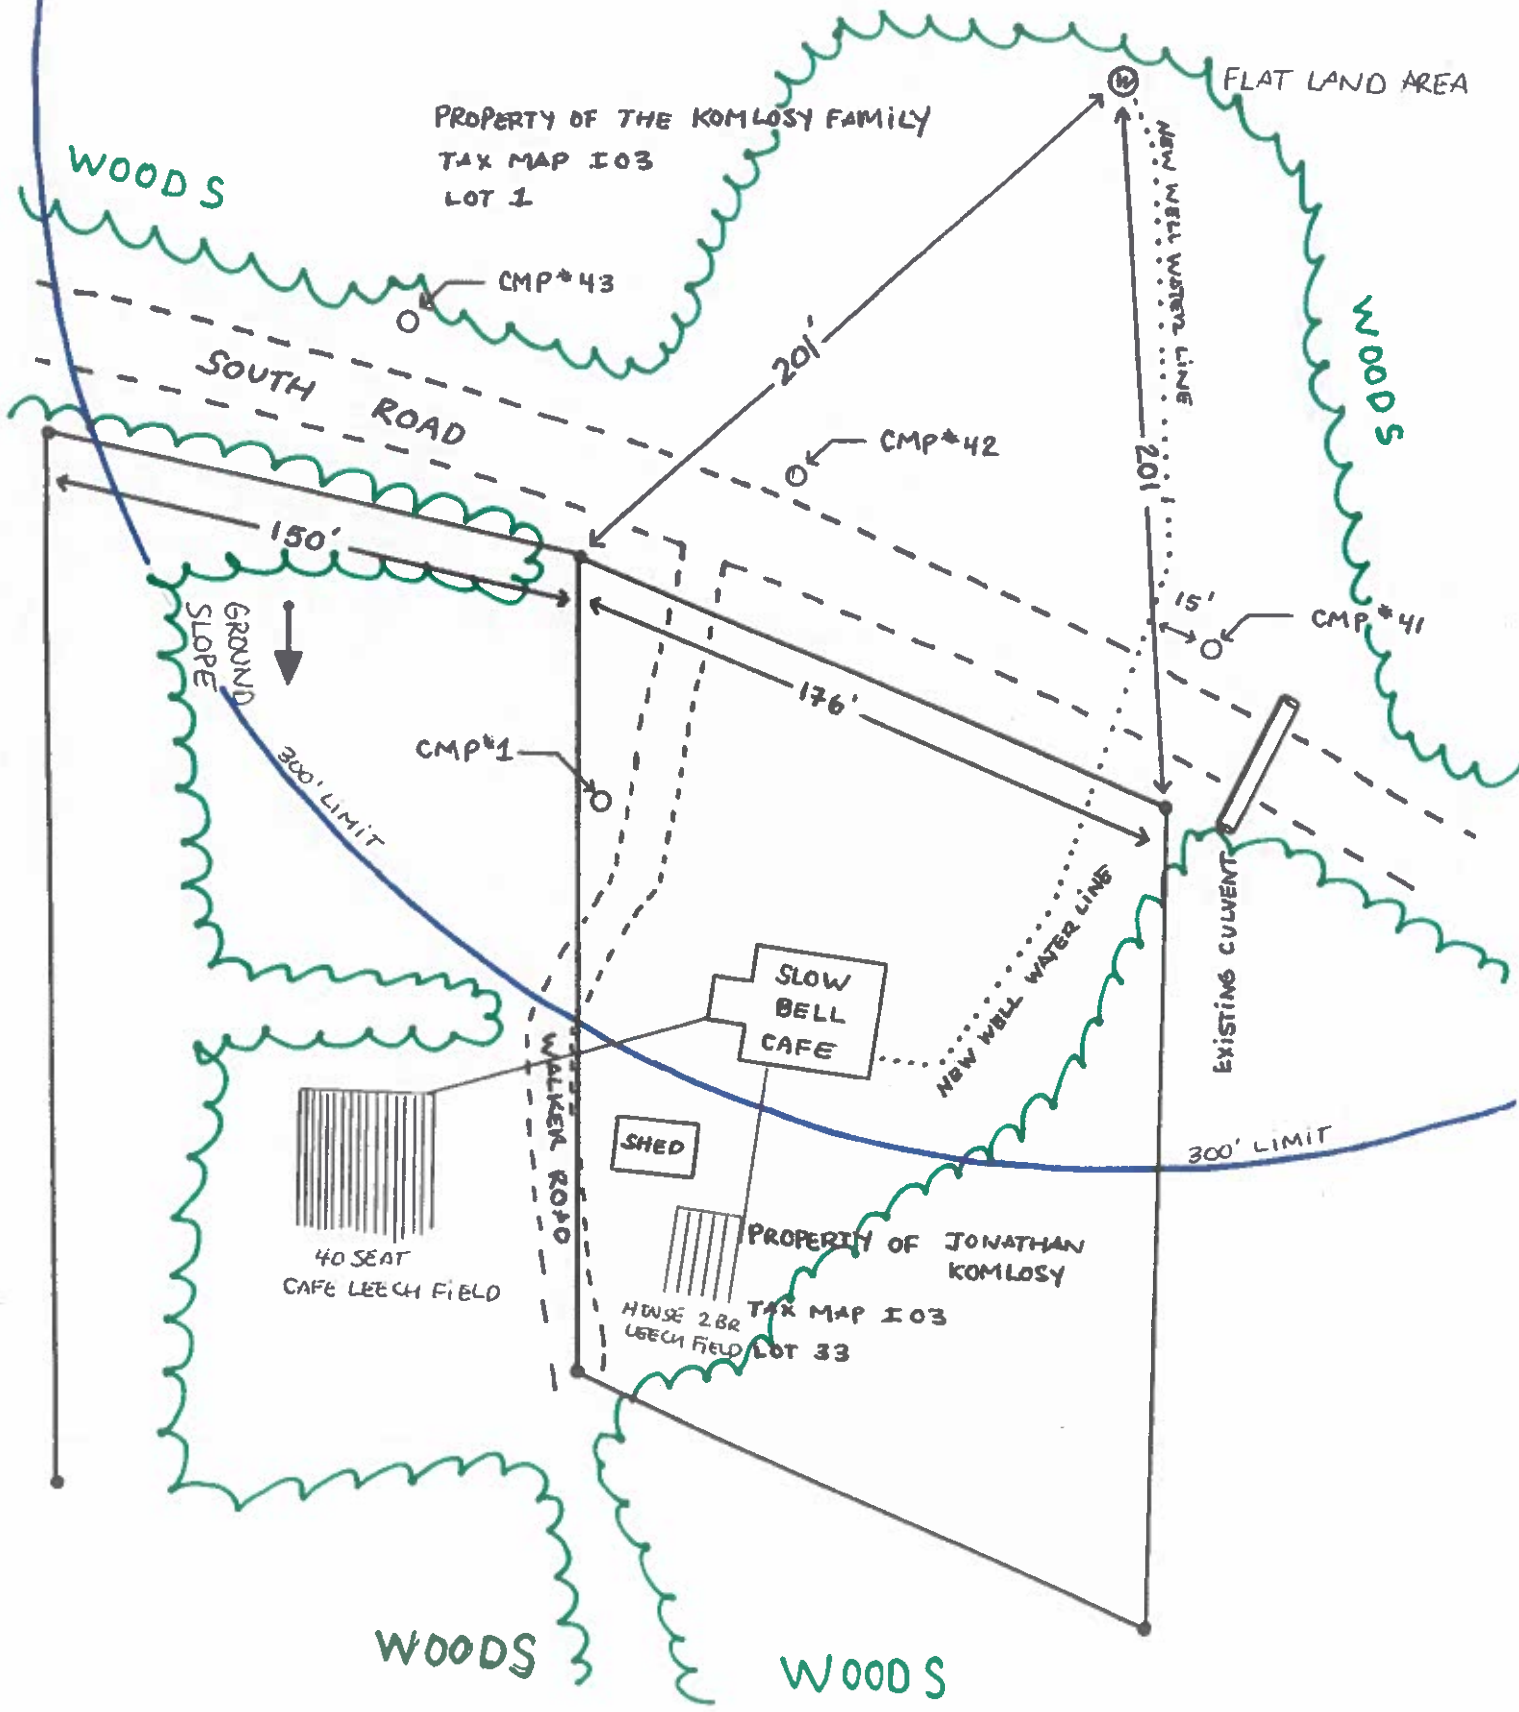 FLAT LAND AREA
W
PROPERTY OF THE KOMLOSY FAMILY
TAX MAP I03
LOT 1
WOODS
NEW WELL WATER LINE
CMP#43
WOODS
201'
SOUTH ROAD
CMP#42
201
150'
15'
CMP #41
GROUND
SLOPE
176'
CMP#1
300' LIMIT
NEW WELL WATER LINE
EXISTING CULVENT
SLOW
BELL
CAFE
WALKER ROAD
SHED
300' LIMIT
40 SEAT
CAFE LEECH FIELD
PROPERTY OF JONATHAN
KOMLOSY
HOUSE 2BR
LEECH FIELD
TAX MAP I03
LOT 33
WOODS
WOODS